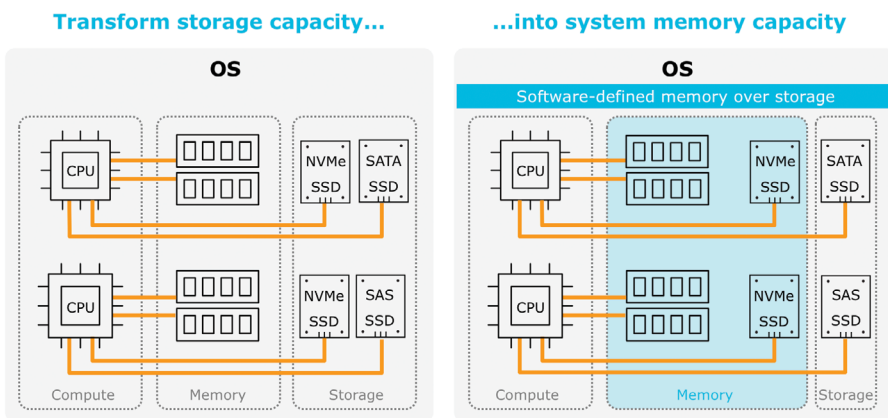 Transform storage capacity...
...into system memory capacity
OS
CPU
NVMe
SSD
SATA
SSD
CPU
NVMe
SSD
SAS
SSD
Compute
Memory
Storage
OS
Software-defined memory over storage
CPU
NVMe
SSD
SATA
SSD
CPU
NVMe
SSD
SAS
SSD
Compute
Memory
Storage